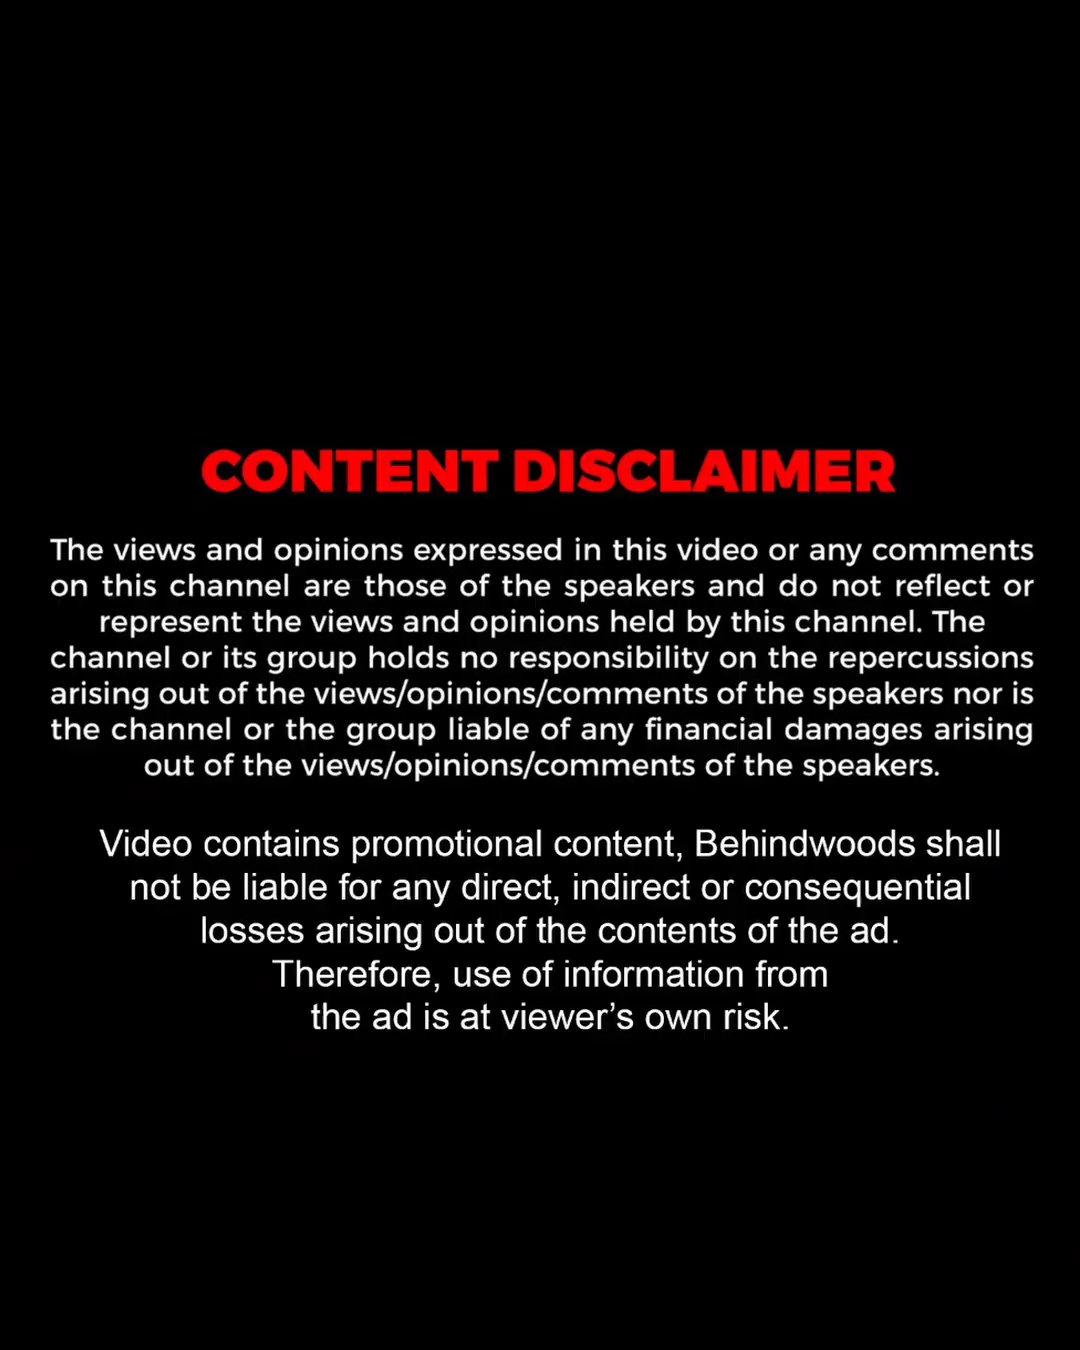 CONTENT DISCLAIMER
The views and opinions expressed in this video or any comments
on this channel are those of the speakers and do not reflect or
represent the views and opinions held by this channel. The
channel or its group holds no responsibility on the repercussions
arising out of the views/opinions/comments of the speakers nor is
the channel or the group liable of any financial damages arising
out of the views/opinions/comments of the speakers.
Video contains promotional content, Behindwoods shall
not be liable for any direct, indirect or consequential
losses arising out of the contents of the ad.
Therefore, use of information from
the ad is at viewer’s own risk.